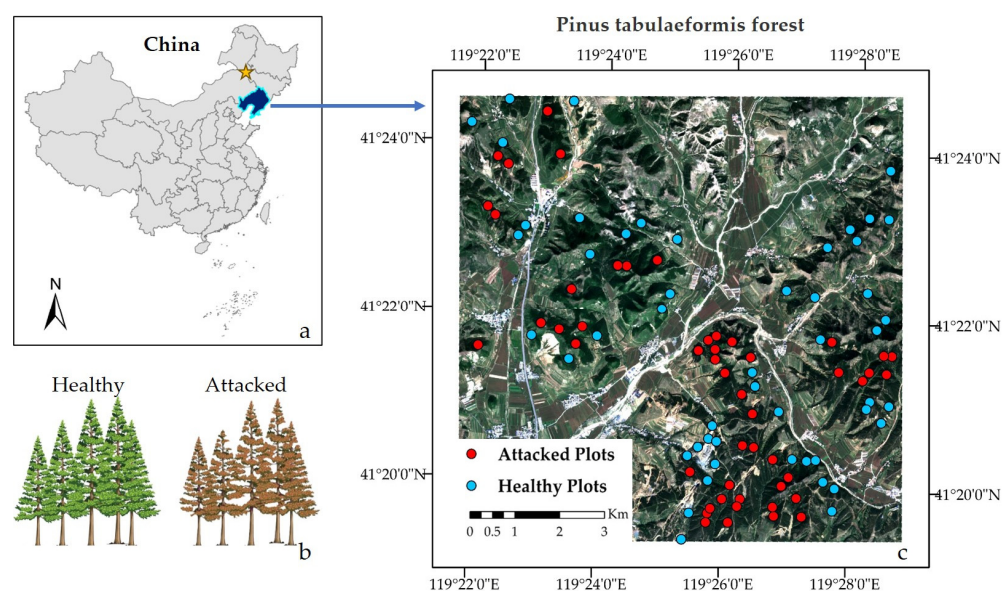 China
N
a
Healthy
Attacked
b
Pinus tabulaeformis forest
119°22'0"E 119°24'0"E 119°26'0"E 119°28'0"E
41°24'0"N
41°22'0"N
41°20'0"N
41°24'0"N
41°22'0"N
41°20'0"N
Attacked Plots
Healthy Plots
0 0.5 1 2 3 Km
c
119°22'0"E 119°24'0"E 119°26'0"E 119°28'0"E